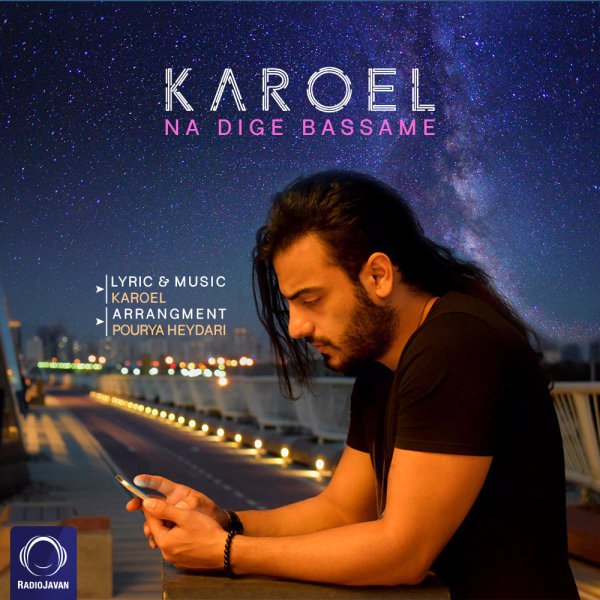 KAROEL
NA DIGE BASSAME
LYRIC & MUSIC
KAROEL
ARRANGMENT
POURYA HEYDARI
RADIOJAVAN